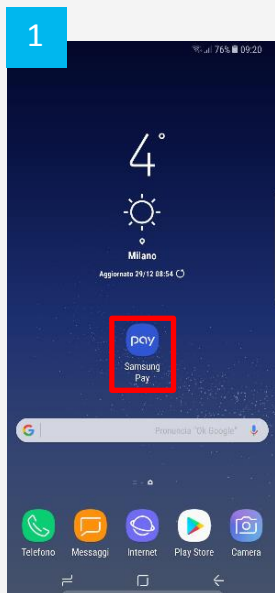 1
76% 09:20
4°
Milano
Aggiornato 29/12 08:54
pay
Samsung
Pay
G Pronuncia "Ok Google"
Telefono Messaggi Internet Play Store Camera